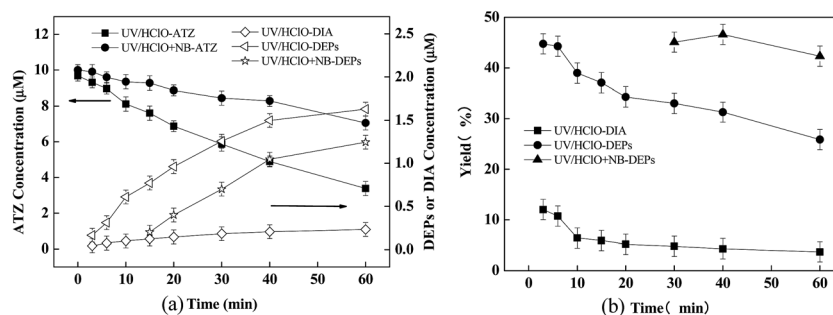 UV/HClO-ATZ
UV/HClO+NB-ATZ
UV/HClO-DIA
UV/HClO-DEPs
UV/HClO+NB-DEPs
ATZ Concentration (μM)
14
12
10
8
6
4
2
0
DEPs or DIA Concentration (μM)
2.5
2.0
1.5
1.0
0.5
0.0
0 10 20 30 40 50 60
(a) Time (min)
Yield( %)
50
40
30
20
10
0
UV/HClO-DIA
UV/HClO-DEPs
UV/HClO+NB-DEPs
0 10 20 30 40 50 60
(b) Time( min)